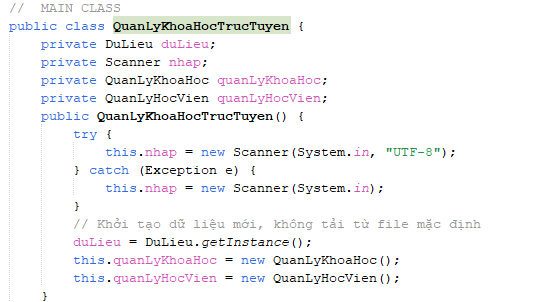 //  MAIN CLASS
public class QuanLyKhoaHocTrucTuyen {
    private DuLieu duLieu;
    private Scanner nhap;
    private QuanLyKhoaHoc quanLyKhoaHoc;
    private QuanLyHocVien quanLyHocVien;
    public QuanLyKhoaHocTrucTuyen() {
        try {
            this.nhap = new Scanner(System.in, "UTF-8");
        } catch (Exception e) {
            this.nhap = new Scanner(System.in);
        }
        // Khởi tạo dữ liệu mới, không tải từ file mặc định
        duLieu = DuLieu.getInstance();
        this.quanLyKhoaHoc = new QuanLyKhoaHoc();
        this.quanLyHocVien = new QuanLyHocVien();
    }